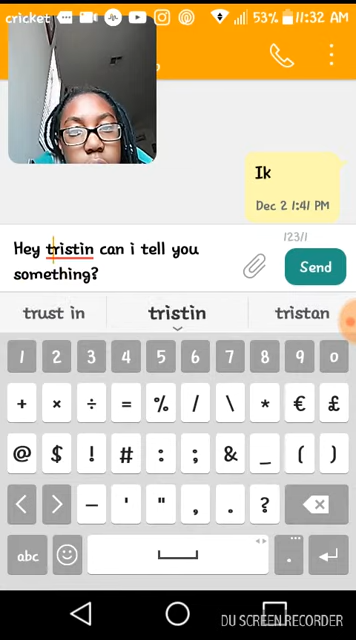 cricket 53% 11:32 AM
Ik
Dec 2 1:41 PM
123/1
Hey tristin can i tell you
something?
Send
trust in tristin tristan
1 2 3 4 5 6 7 8 9 0
+ × ÷ = % / \ * € £
@ $ ! # : ; & _ ( )
< > – ' " , . ?
abc . 
DU SCREEN RECORDER